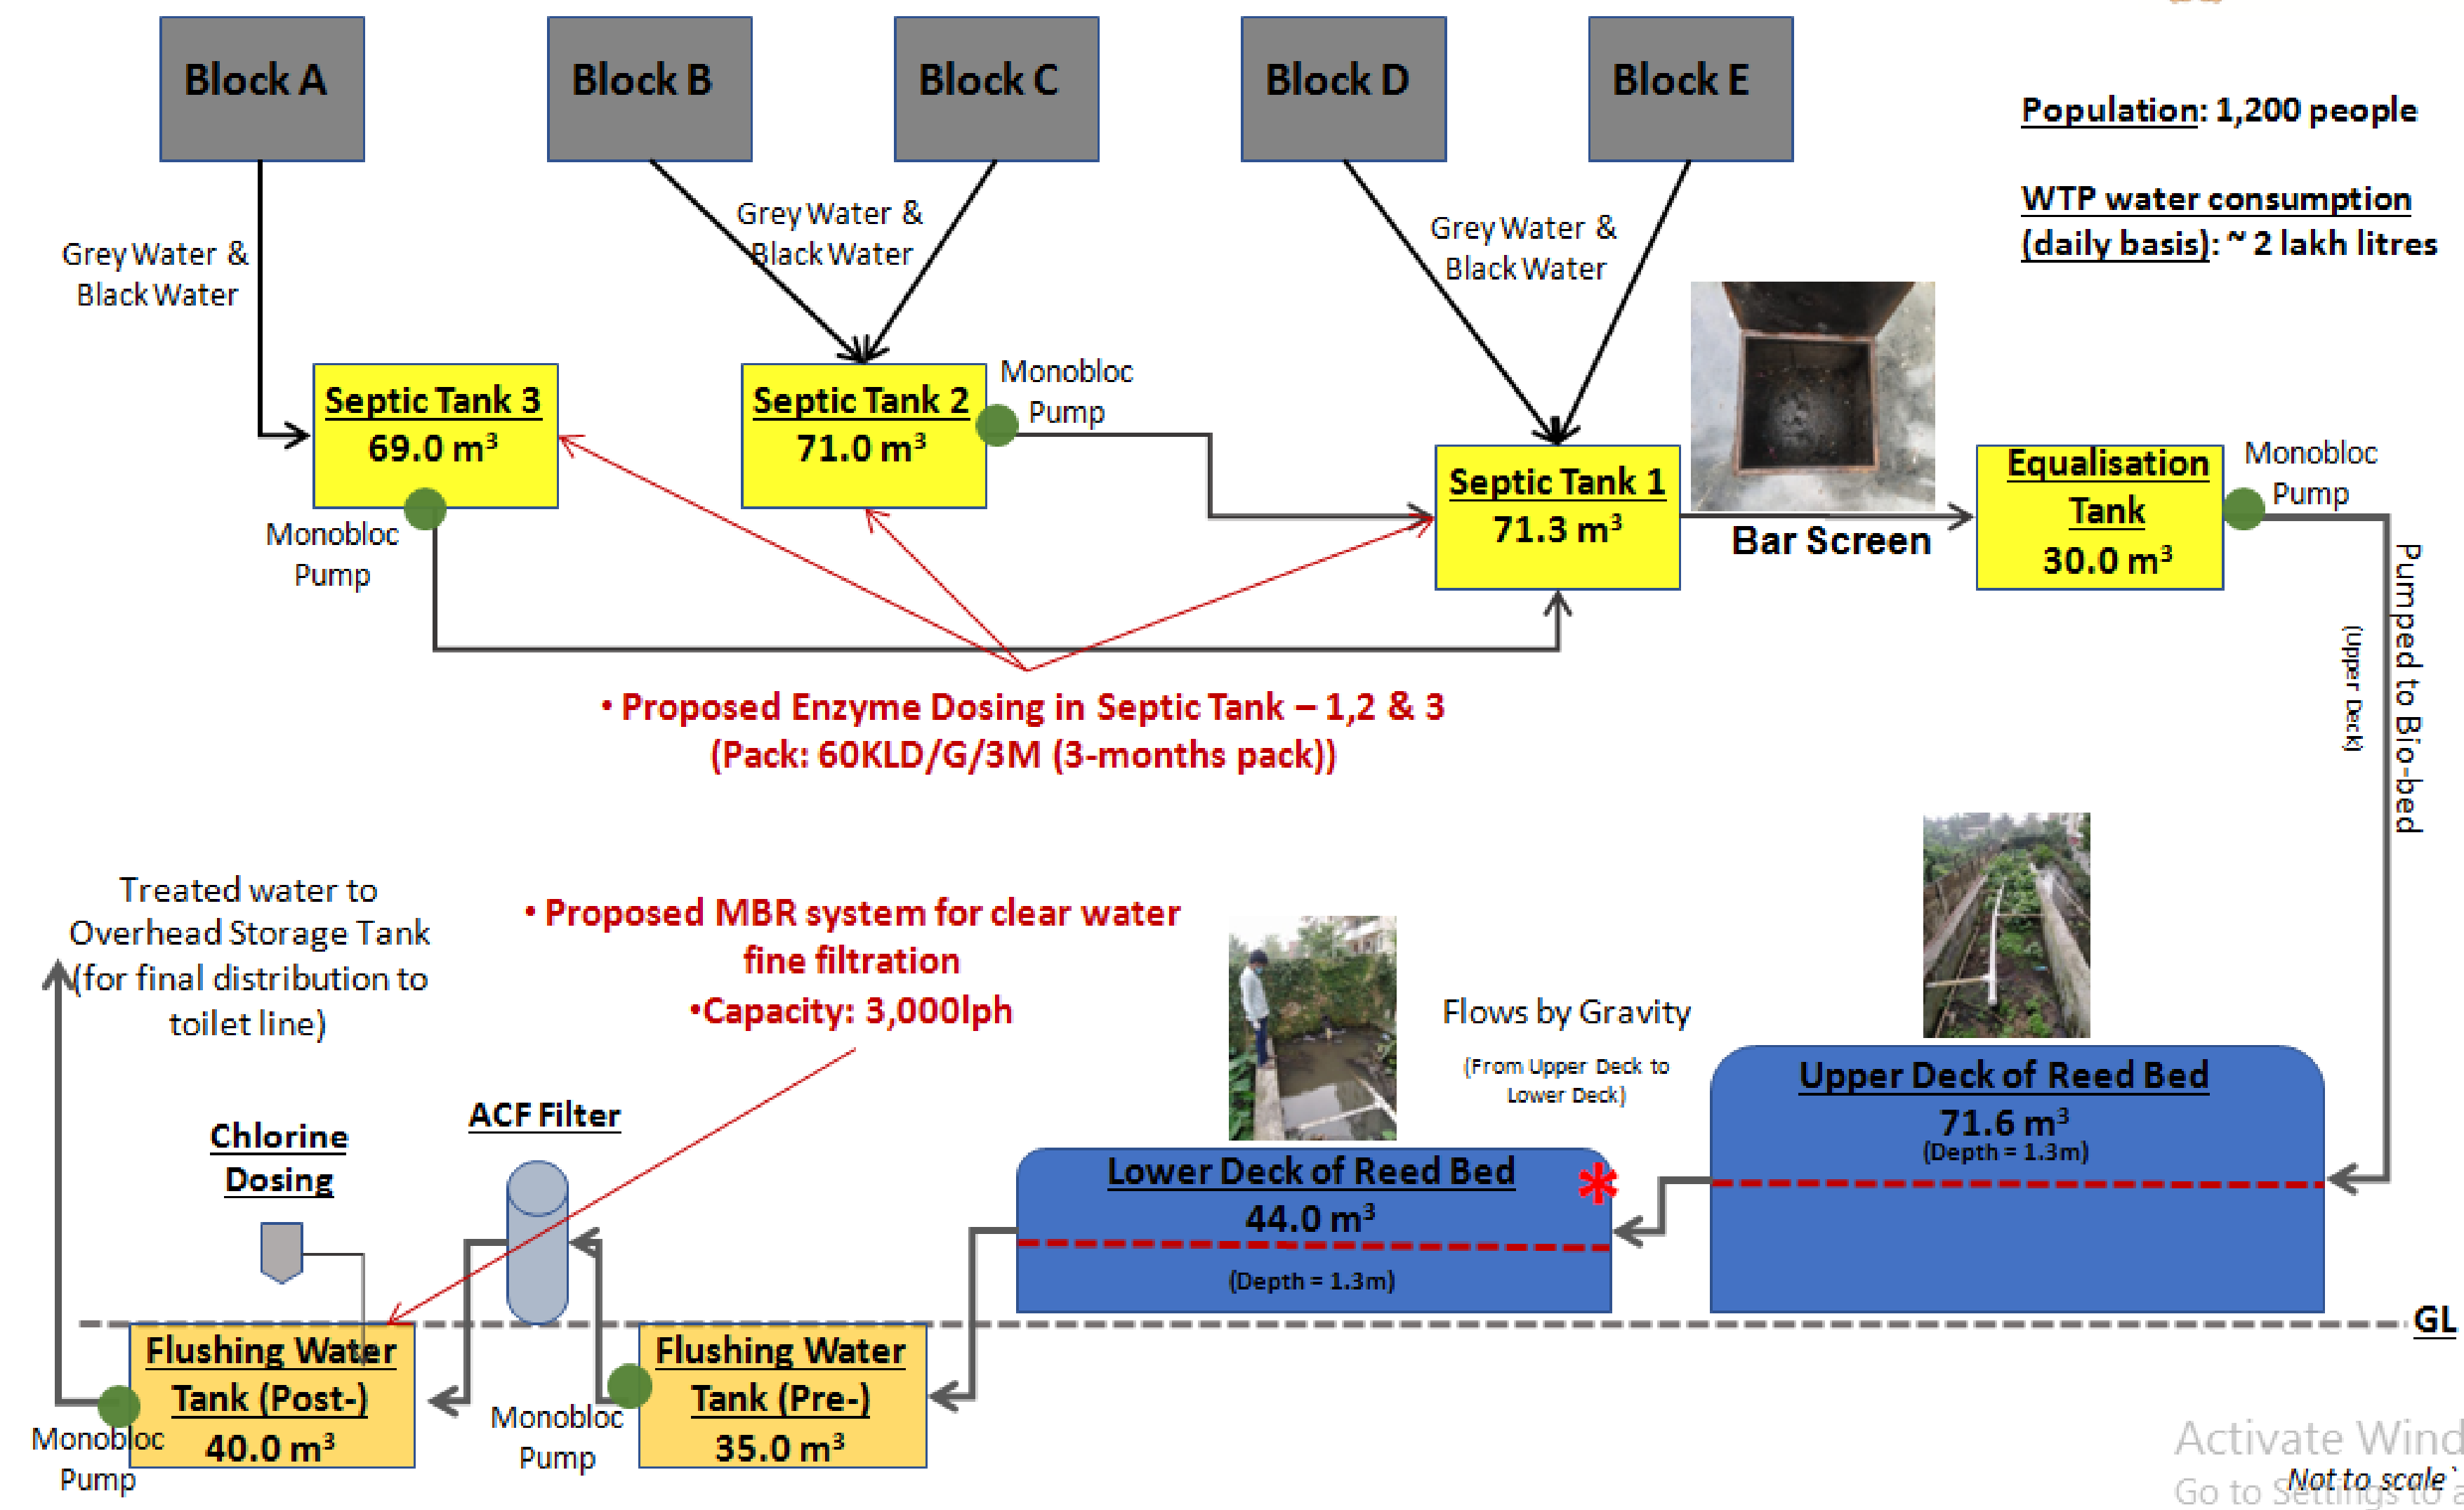 Block A
Block B
Block C
Block D
Block E
Population: 1,200 people
WTP water consumption
(daily basis): ~ 2 lakh litres
Grey Water &
Black Water
Grey Water &
Black Water
Grey Water &
Black Water
Septic Tank 3
69.0 m³
Monobloc
Pump
Septic Tank 2
71.0 m³
Monobloc
Pump
Septic Tank 1
71.3 m³
Bar Screen
Equalisation
Tank
30.0 m³
Monobloc
Pump
Pumped to Bio-bed
(Upper Deck)
• Proposed Enzyme Dosing in Septic Tank – 1,2 & 3
(Pack: 60KLD/G/3M (3-months pack))
Treated water to
Overhead Storage Tank
(for final distribution to
toilet line)
• Proposed MBR system for clear water
fine filtration
•Capacity: 3,000lph
Flows by Gravity
(From Upper Deck to
Lower Deck)
Upper Deck of Reed Bed
71.6 m³
(Depth = 1.3m)
Lower Deck of Reed Bed
*
44.0 m³
(Depth = 1.3m)
ACF Filter
Chlorine
Dosing
GL
Flushing Water
Tank (Post-)
40.0 m³
Monobloc
Pump
Flushing Water
Tank (Pre-)
35.0 m³
Monobloc
Pump
Activate Wind
Go to Settings to a
Not to scale`